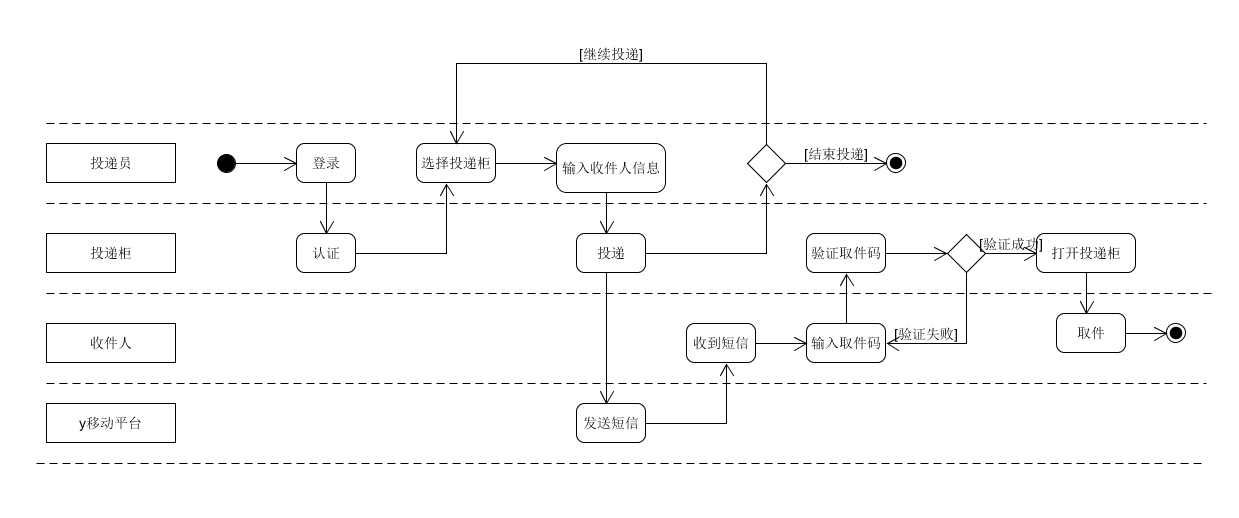 [继续投递]
投递员
登录
选择投递柜
输入收件人信息
[结束投递]
投递柜
认证
投递
验证取件码
[验证成功]
打开投递柜
收件人
收到短信
输入取件码
[验证失败]
取件
y移动平台
发送短信